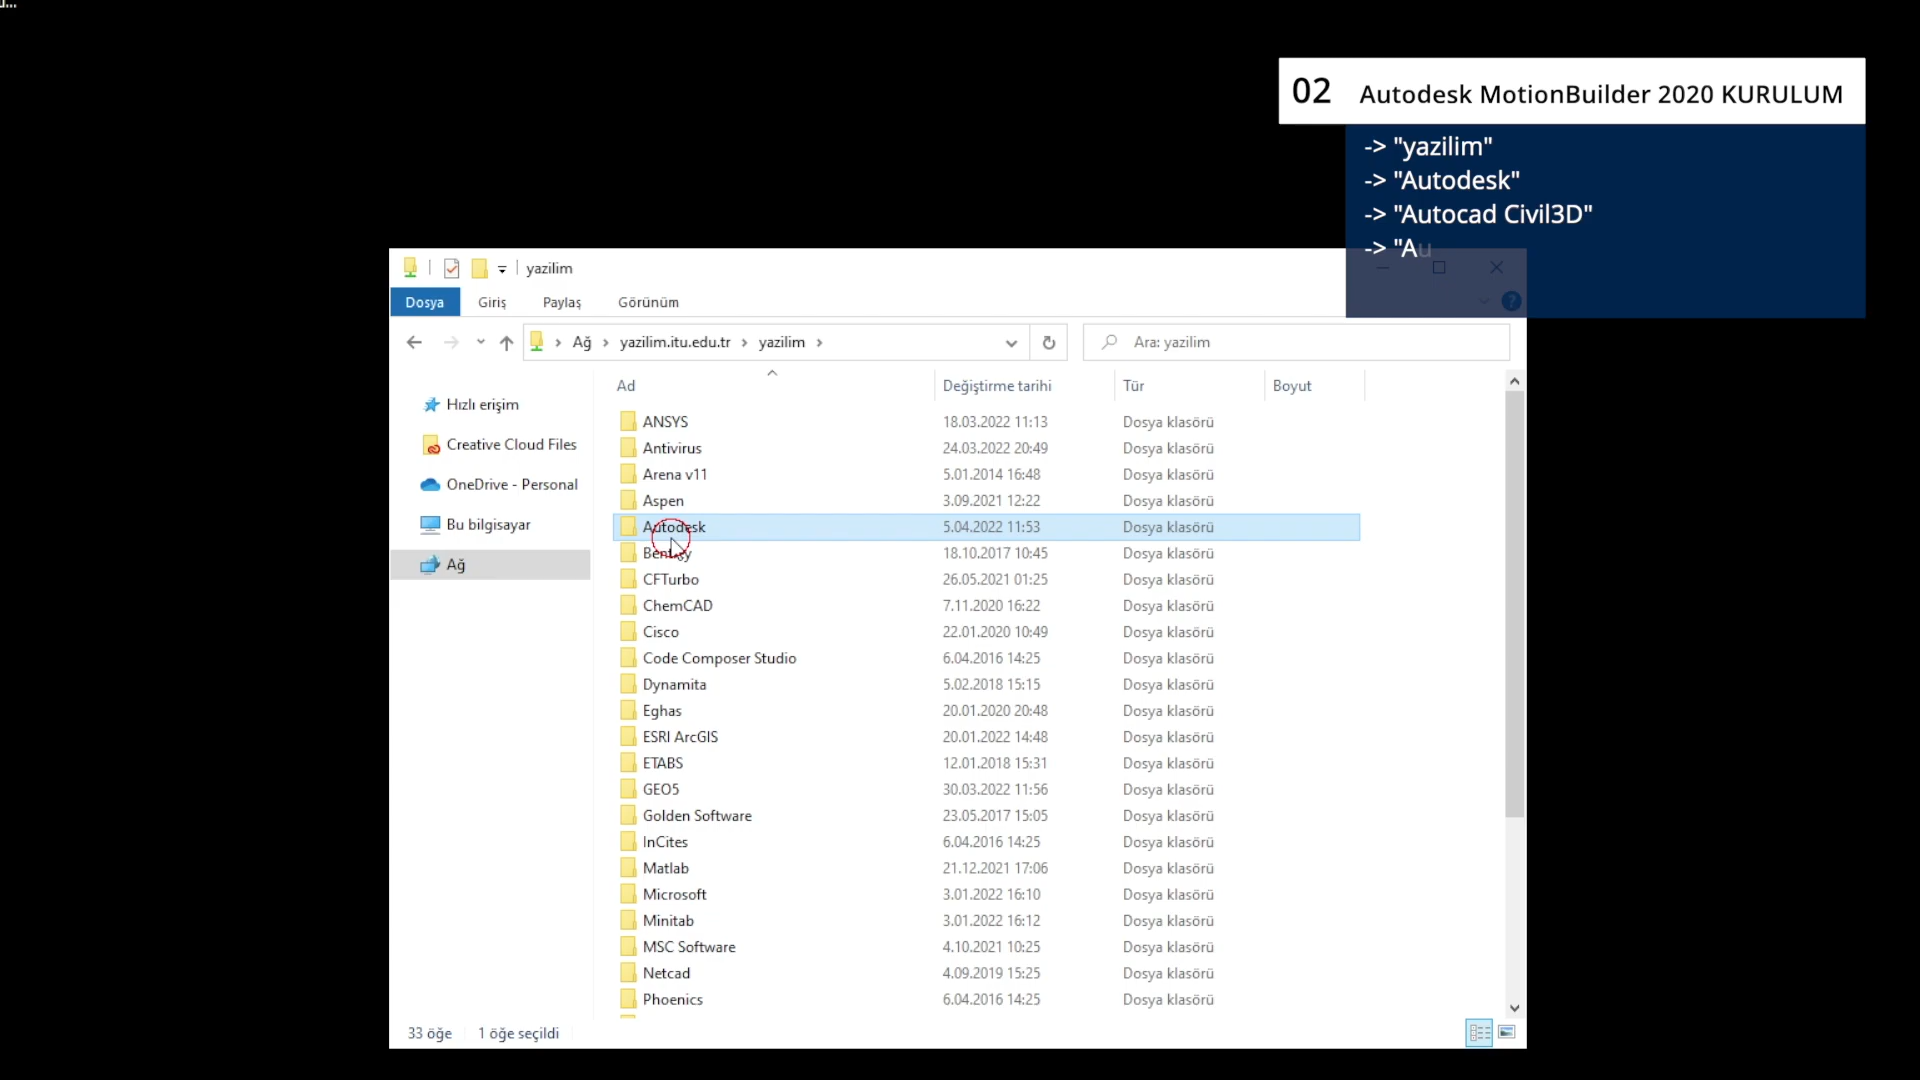 02 Autodesk MotionBuilder 2020 KURULUM
-> "yazilim"
-> "Autodesk"
-> "Autocad Civil3D"
-> "Au
yazilim
Dosya Giriş Paylaş Görünüm
Ağ yazilim.itu.edu.tr yazilim Ara: yazilim
Ad Değiştirme tarihi Tür Boyut
Hızlı erişim
Creative Cloud Files
OneDrive - Personal
Bu bilgisayar
Ağ
ANSYS 18.03.2022 11:13 Dosya klasörü
Antivirus 24.03.2022 20:49 Dosya klasörü
Arena v11 5.01.2014 16:48 Dosya klasörü
Aspen 3.09.2021 12:22 Dosya klasörü
Autodesk 5.04.2022 11:53 Dosya klasörü
Bentley 18.10.2017 10:45 Dosya klasörü
CFTurbo 26.05.2021 01:25 Dosya klasörü
ChemCAD 7.11.2020 16:22 Dosya klasörü
Cisco 22.01.2020 10:49 Dosya klasörü
Code Composer Studio 6.04.2016 14:25 Dosya klasörü
Dynamita 5.02.2018 15:15 Dosya klasörü
Eghas 20.01.2020 20:48 Dosya klasörü
ESRI ArcGIS 20.01.2022 14:48 Dosya klasörü
ETABS 12.01.2018 15:31 Dosya klasörü
GEO5 30.03.2022 11:56 Dosya klasörü
Golden Software 23.05.2017 15:05 Dosya klasörü
InCites 6.04.2016 14:25 Dosya klasörü
Matlab 21.12.2021 17:06 Dosya klasörü
Microsoft 3.01.2022 16:10 Dosya klasörü
Minitab 3.01.2022 16:12 Dosya klasörü
MSC Software 4.10.2021 10:25 Dosya klasörü
Netcad 4.09.2019 15:25 Dosya klasörü
Phoenics 6.04.2016 14:25 Dosya klasörü
33 öğe 1 öğe seçildi